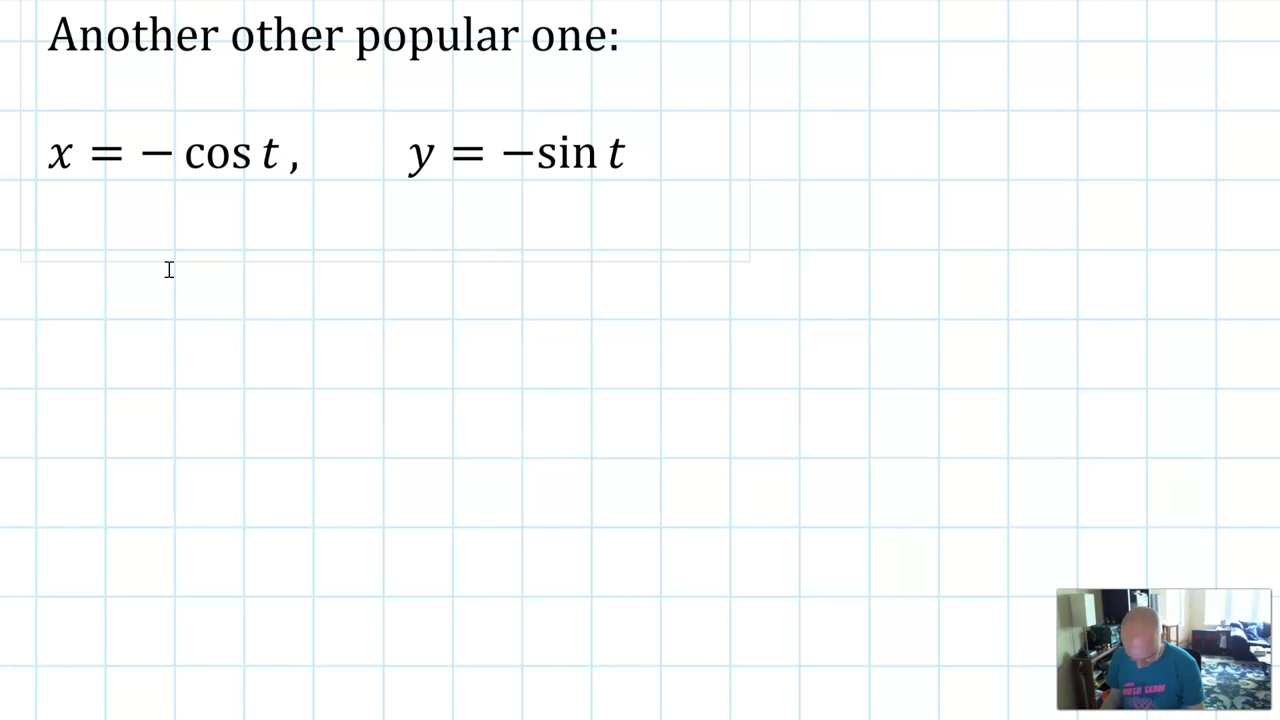 Another other popular one:
x = − cos t ,    y = −sin t